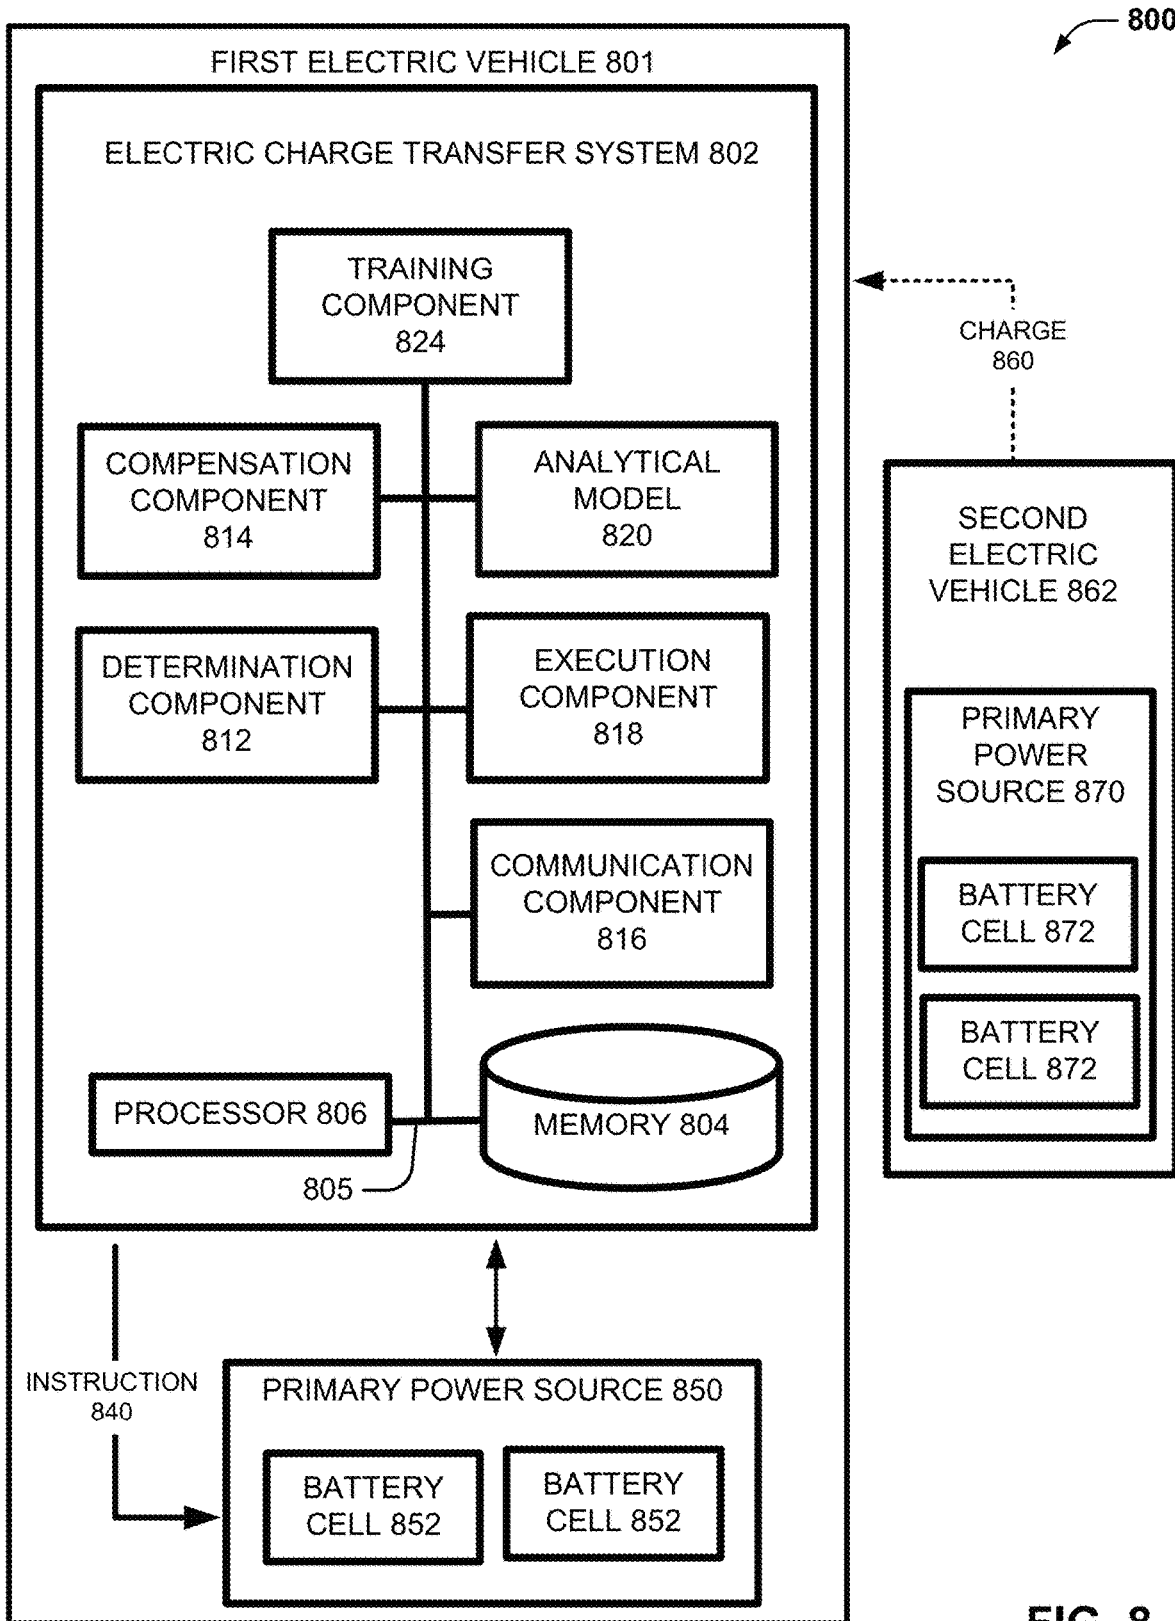 800
FIRST ELECTRIC VEHICLE 801
ELECTRIC CHARGE TRANSFER SYSTEM 802
TRAINING
COMPONENT
824
COMPENSATION
COMPONENT
814
ANALYTICAL
MODEL
820
DETERMINATION
COMPONENT
812
EXECUTION
COMPONENT
818
COMMUNICATION
COMPONENT
816
PROCESSOR 806
MEMORY 804
805
CHARGE
860
SECOND
ELECTRIC
VEHICLE 862
PRIMARY
POWER
SOURCE 870
BATTERY
CELL 872
BATTERY
CELL 872
INSTRUCTION
840
PRIMARY POWER SOURCE 850
BATTERY
CELL 852
BATTERY
CELL 852
FIG. 8